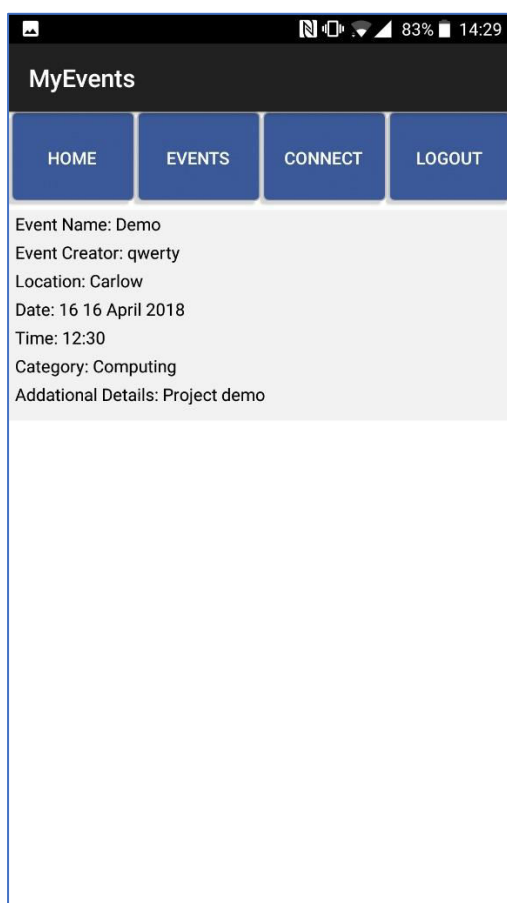 83% 14:29
MyEvents
HOME EVENTS CONNECT LOGOUT
Event Name: Demo
Event Creator: qwerty
Location: Carlow
Date: 16 16 April 2018
Time: 12:30
Category: Computing
Addational Details: Project demo